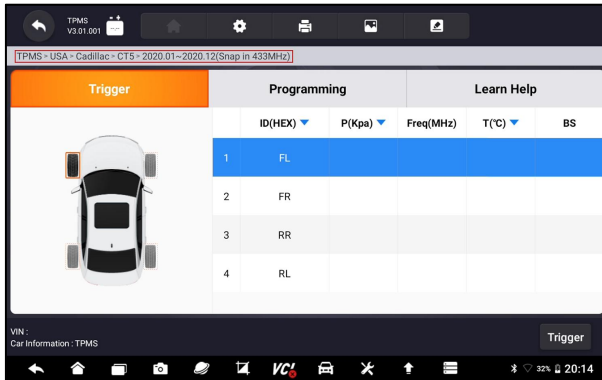 TPMS
V3.01.001
TPMS > USA > Cadillac > CT5 > 2020.01~2020.12(Snap in 433MHz)
Trigger
Programming
Learn Help
ID(HEX) P(Kpa) Freq(MHz) T(℃) BS
1 FL
2 FR
3 RR
4 RL
VIN :
Car Information : TPMS
Trigger
VCI
32% 20:14